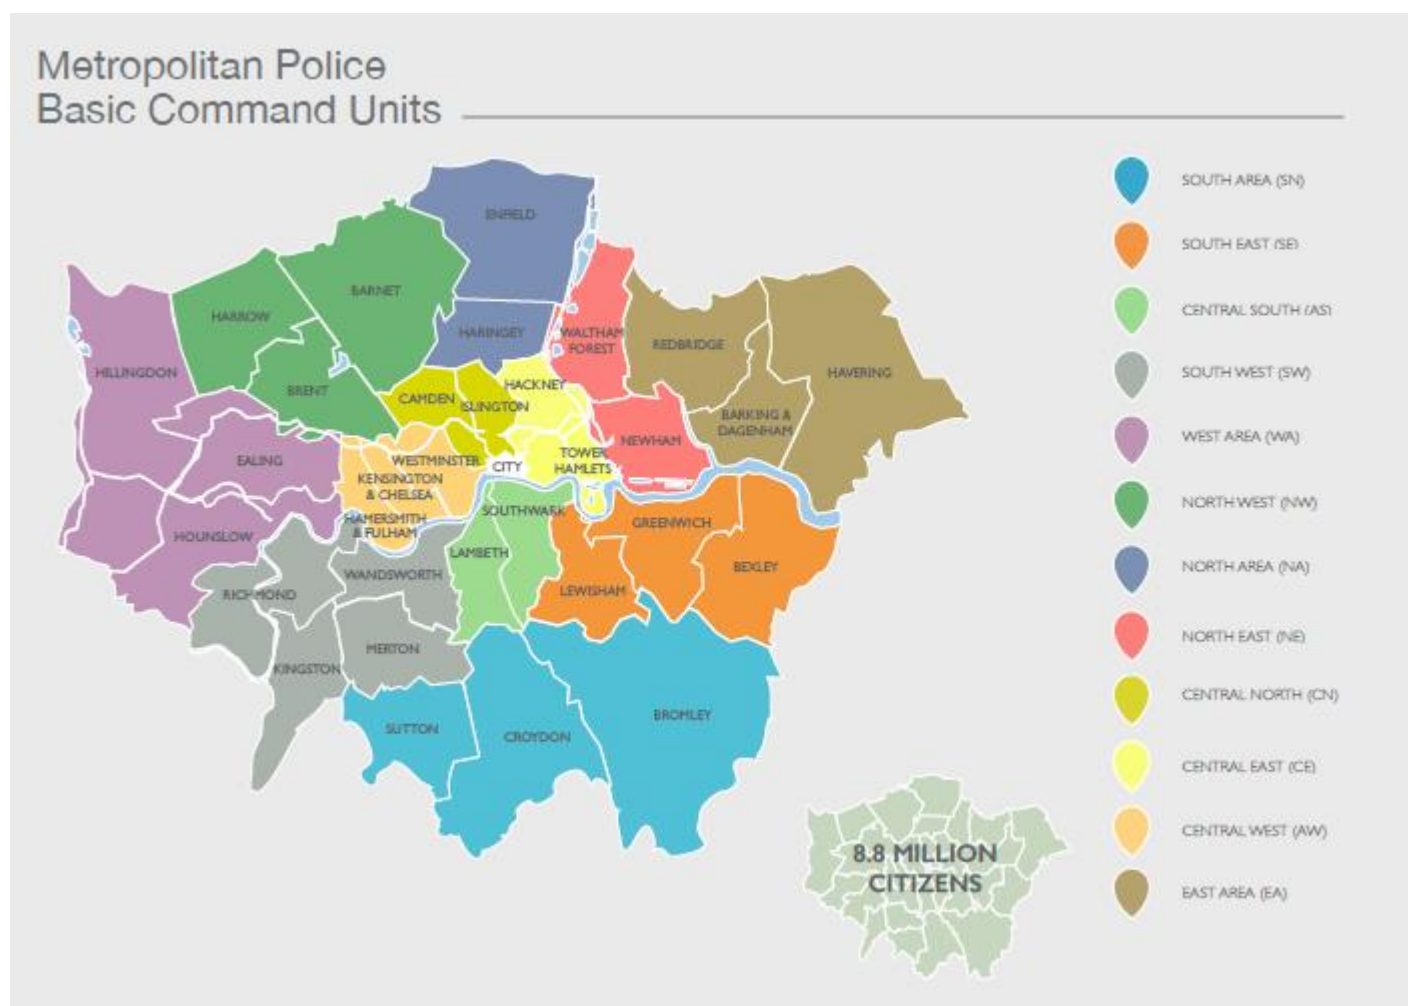 Metropolitan Police
Basic Command Units
ENFIELD
BARNET
HARROW
HARINGEY
WALTHAM
FOREST
REDBRIDGE
HILLINGDON
HAVERING
BRENT
HACKNEY
CAMDEN
ISLINGTON
BARKING &
DAGENHAM
NEWHAM
EALING
WESTMINSTER
CITY
TOWER
HAMLETS
KENSINGTON
& CHELSEA
SOUTHWARK
HAMERSMITH
& FULHAM
GREENWICH
HOUNSLOW
LAMBETH
WANDSWORTH
BEXLEY
RICHMOND
LEWISHAM
MERTON
KINGSTON
SUTTON
CROYDON
BROMLEY
SOUTH AREA (SN)
SOUTH EAST (SE)
CENTRAL SOUTH (AS)
SOUTH WEST (SW)
WEST AREA (WA)
NORTH WEST (NW)
NORTH AREA (NA)
NORTH EAST (NE)
CENTRAL NORTH (CN)
CENTRAL EAST (CE)
CENTRAL WEST (AW)
EAST AREA (EA)
8.8 MILLION
CITIZENS